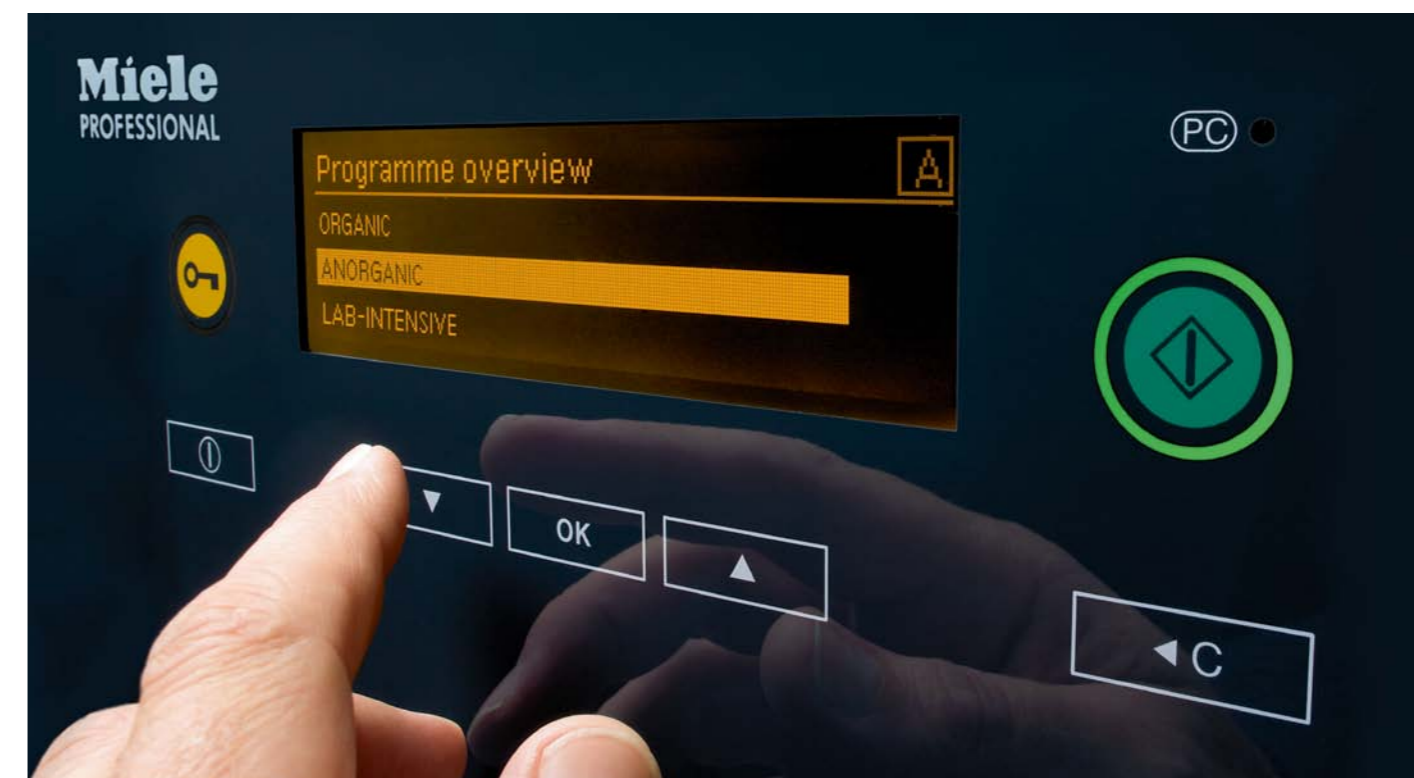 Miele
PROFESSIONAL
PC
Programme overview
A
ORGANIC
ANORGANIC
LAB-INTENSIVE
OK
C